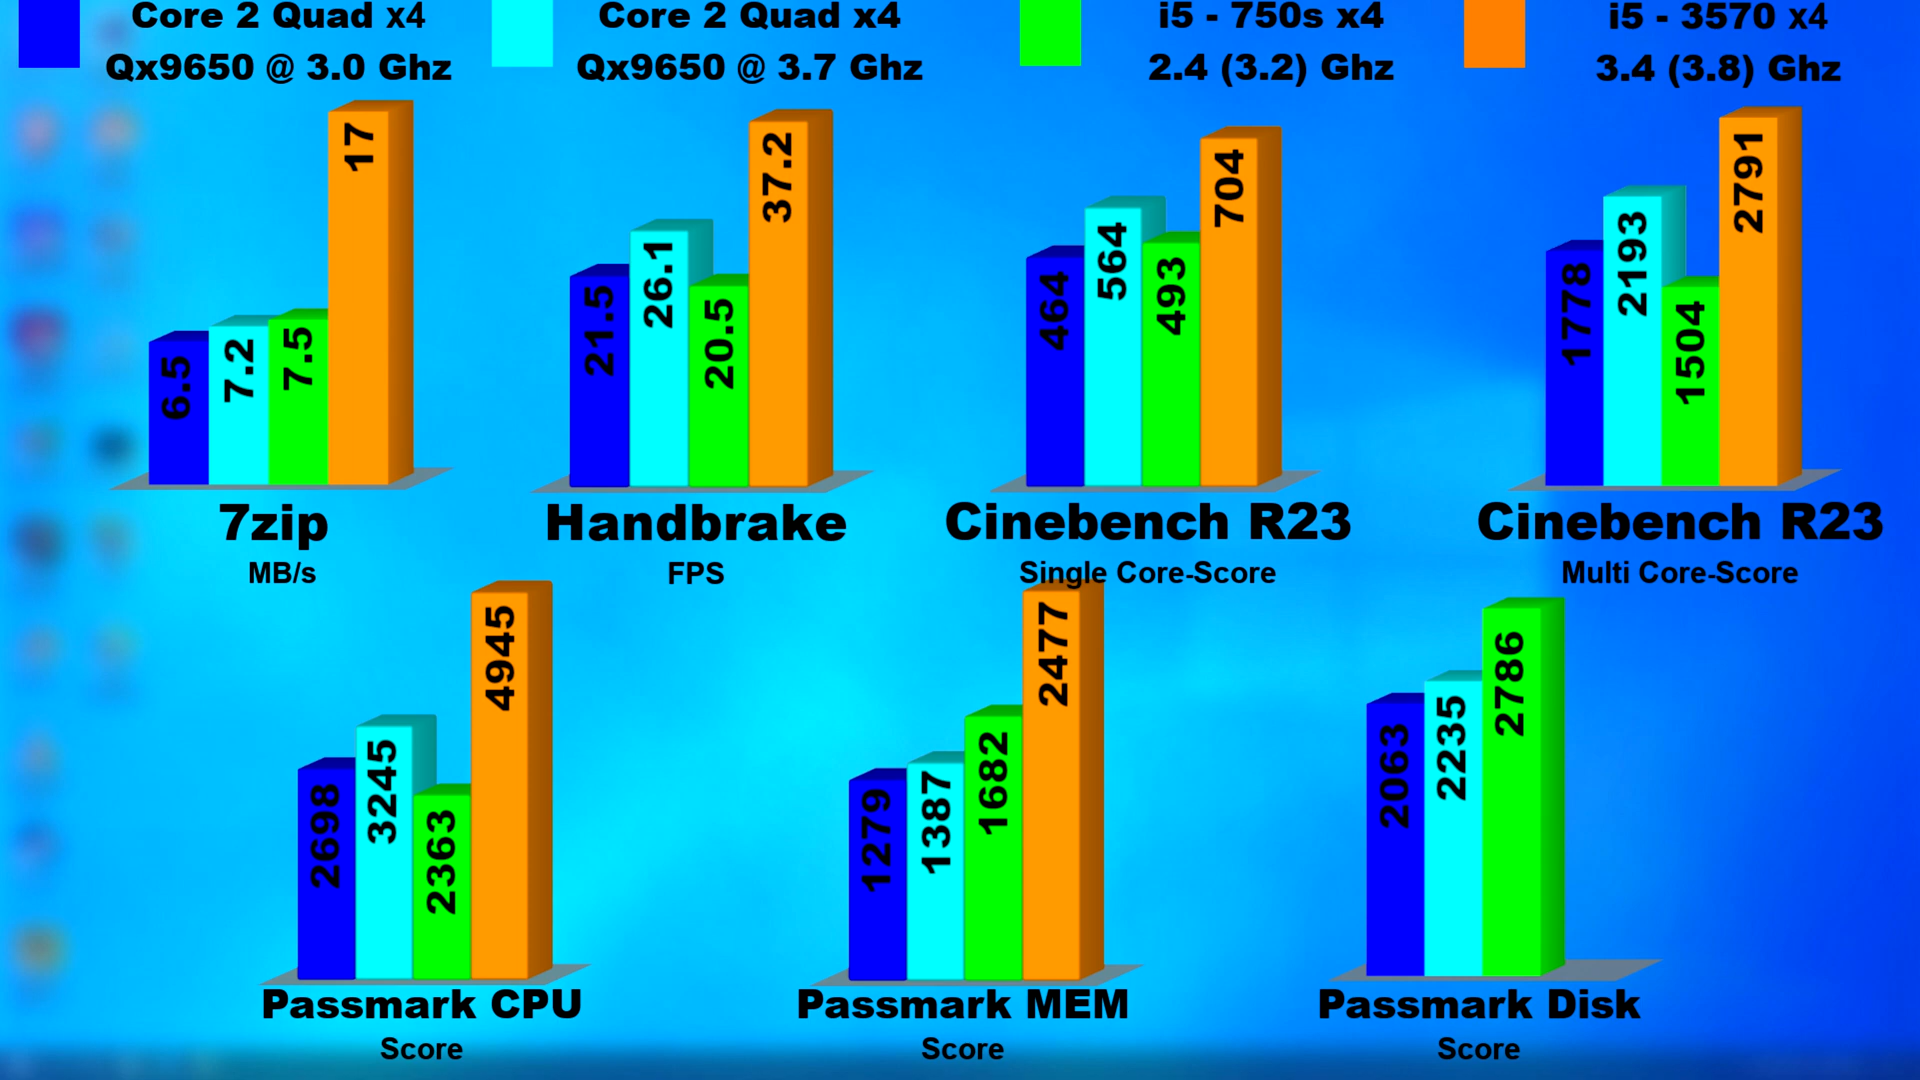 Core 2 Quad x4
Qx9650 @ 3.0 Ghz
Core 2 Quad x4
Qx9650 @ 3.7 Ghz
i5 - 750s x4
2.4 (3.2) Ghz
i5 - 3570 x4
3.4 (3.8) Ghz
6.5
7.2
7.5
17
7zip
MB/s
21.5
26.1
20.5
37.2
Handbrake
FPS
464
564
493
704
Cinebench R23
Single Core-Score
1778
2193
1504
2791
Cinebench R23
Multi Core-Score
2698
3245
2363
4945
Passmark CPU
Score
1279
1387
1682
2477
Passmark MEM
Score
2063
2235
2786
Passmark Disk
Score